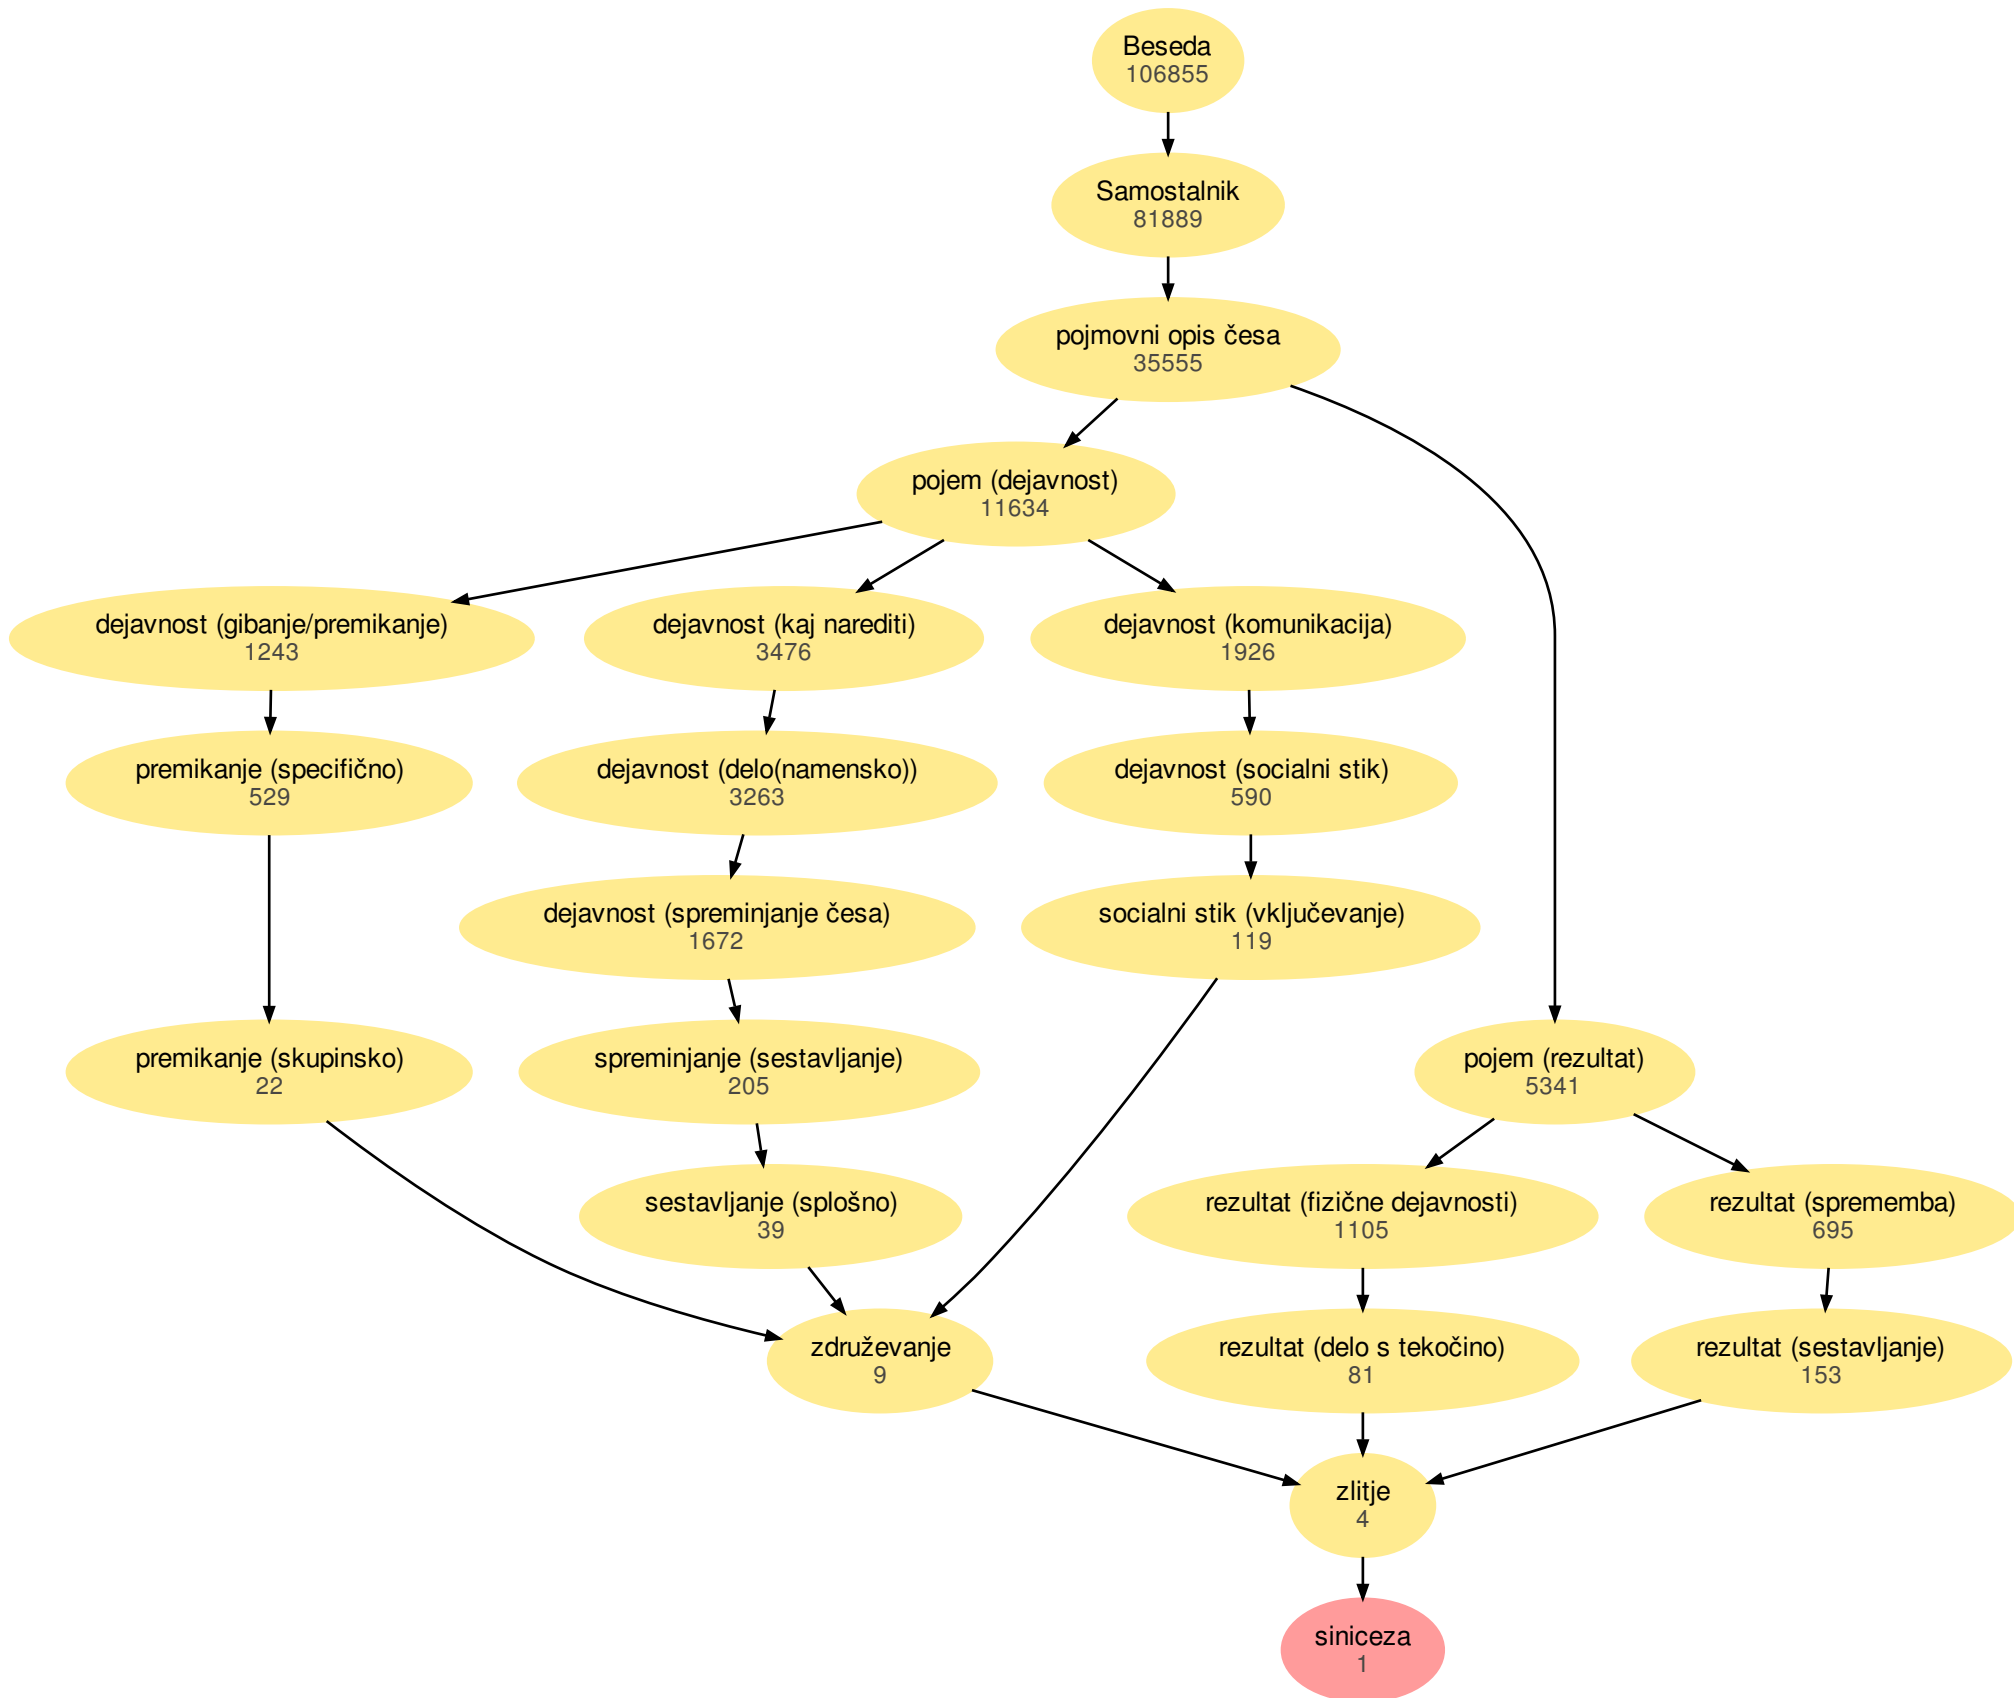 Beseda
106855
Samostalnik
81889
pojmovni opis česa
35555
pojem (dejavnost)
11634
dejavnost (gibanje/premikanje)
1243
dejavnost (kaj narediti)
3476
dejavnost (komunikacija)
1926
premikanje (specifično)
529
dejavnost (delo(namensko))
3263
dejavnost (socialni stik)
590
dejavnost (spreminjanje česa)
1672
socialni stik (vključevanje)
119
premikanje (skupinsko)
22
spreminjanje (sestavljanje)
205
pojem (rezultat)
5341
sestavljanje (splošno)
39
rezultat (fizične dejavnosti)
1105
rezultat (sprememba)
695
združevanje
9
rezultat (delo s tekočino)
81
rezultat (sestavljanje)
153
zlitje
4
siniceza
1